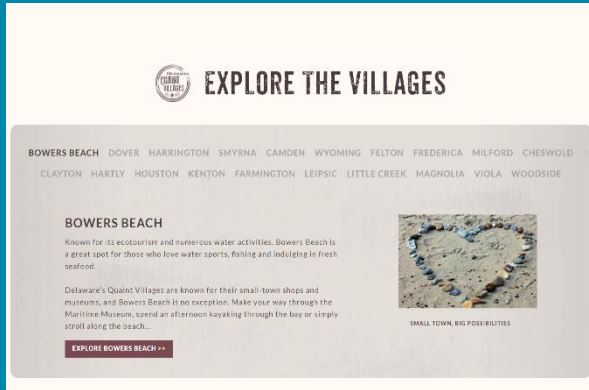 DELAWARE'S
QUAINT
VILLAGES
EXPLORE THE VILLAGES
BOWERS BEACH DOVER HARRINGTON SMYRNA CAMDEN WYOMING FELTON FREDERICA MILFORD CHESWOLD
CLAYTON HARTLY HOUSTON KENTON FARMINGTON LEIPSIC LITTLE CREEK MAGNOLIA VIOLA WOODSIDE
BOWERS BEACH
Known for its ecotourism and numerous water activities, Bowers Beach is
a great spot for those who love water sports, fishing and indulging in fresh
seafood.
Delaware's Quaint Villages are known for their small-town shops and
museums, and Bowers Beach is no exception. Make your way through the
Maritime Museum, spend an afternoon kayaking through the bay or simply
stroll along the beach...
EXPLORE BOWERS BEACH >>
SMALL TOWN, BIG POSSIBILITIES